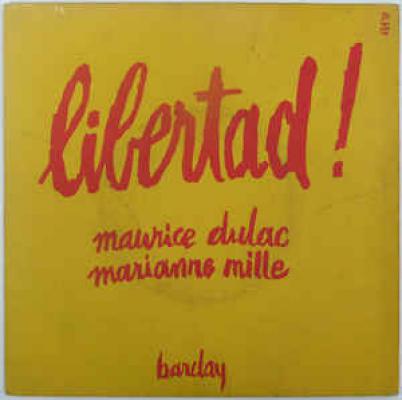 libertad !
maurice dulac
marianne mille
barclay